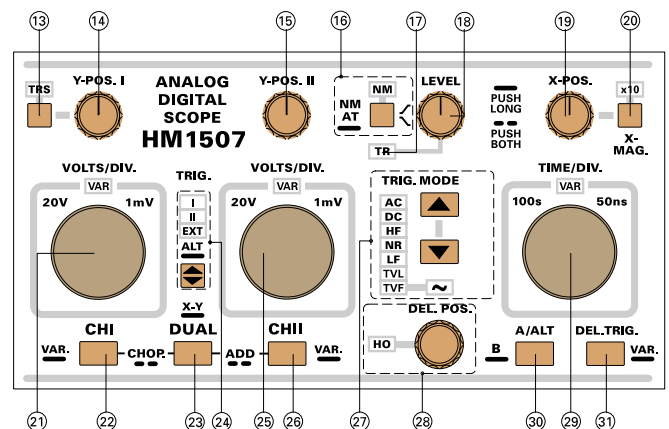 13 14 15 16 17 18 19 20
TRS
Y-POS. I
ANALOG
DIGITAL
SCOPE
HM1507
Y-POS. II
NM
AT
NM
LEVEL
TR
PUSH
LONG
PUSH
BOTH
X-POS.
x10
X-
MAG.
VOLTS/DIV.
VAR
20V 1mV
TRIG.
I
II
EXT
ALT
VOLTS/DIV.
VAR
20V 1mV
TRIG. MODE
AC
DC
HF
NR
LF
TVL
TVF
~
TIME/DIV.
VAR
100s 50ns
X-Y
CHI DUAL CHII
VAR. CHOP. ADD VAR.
DEL. POS.
HO
A/ALT DEL.TRIG.
B VAR.
21 22 23 24 25 26 27 28 30 29 31